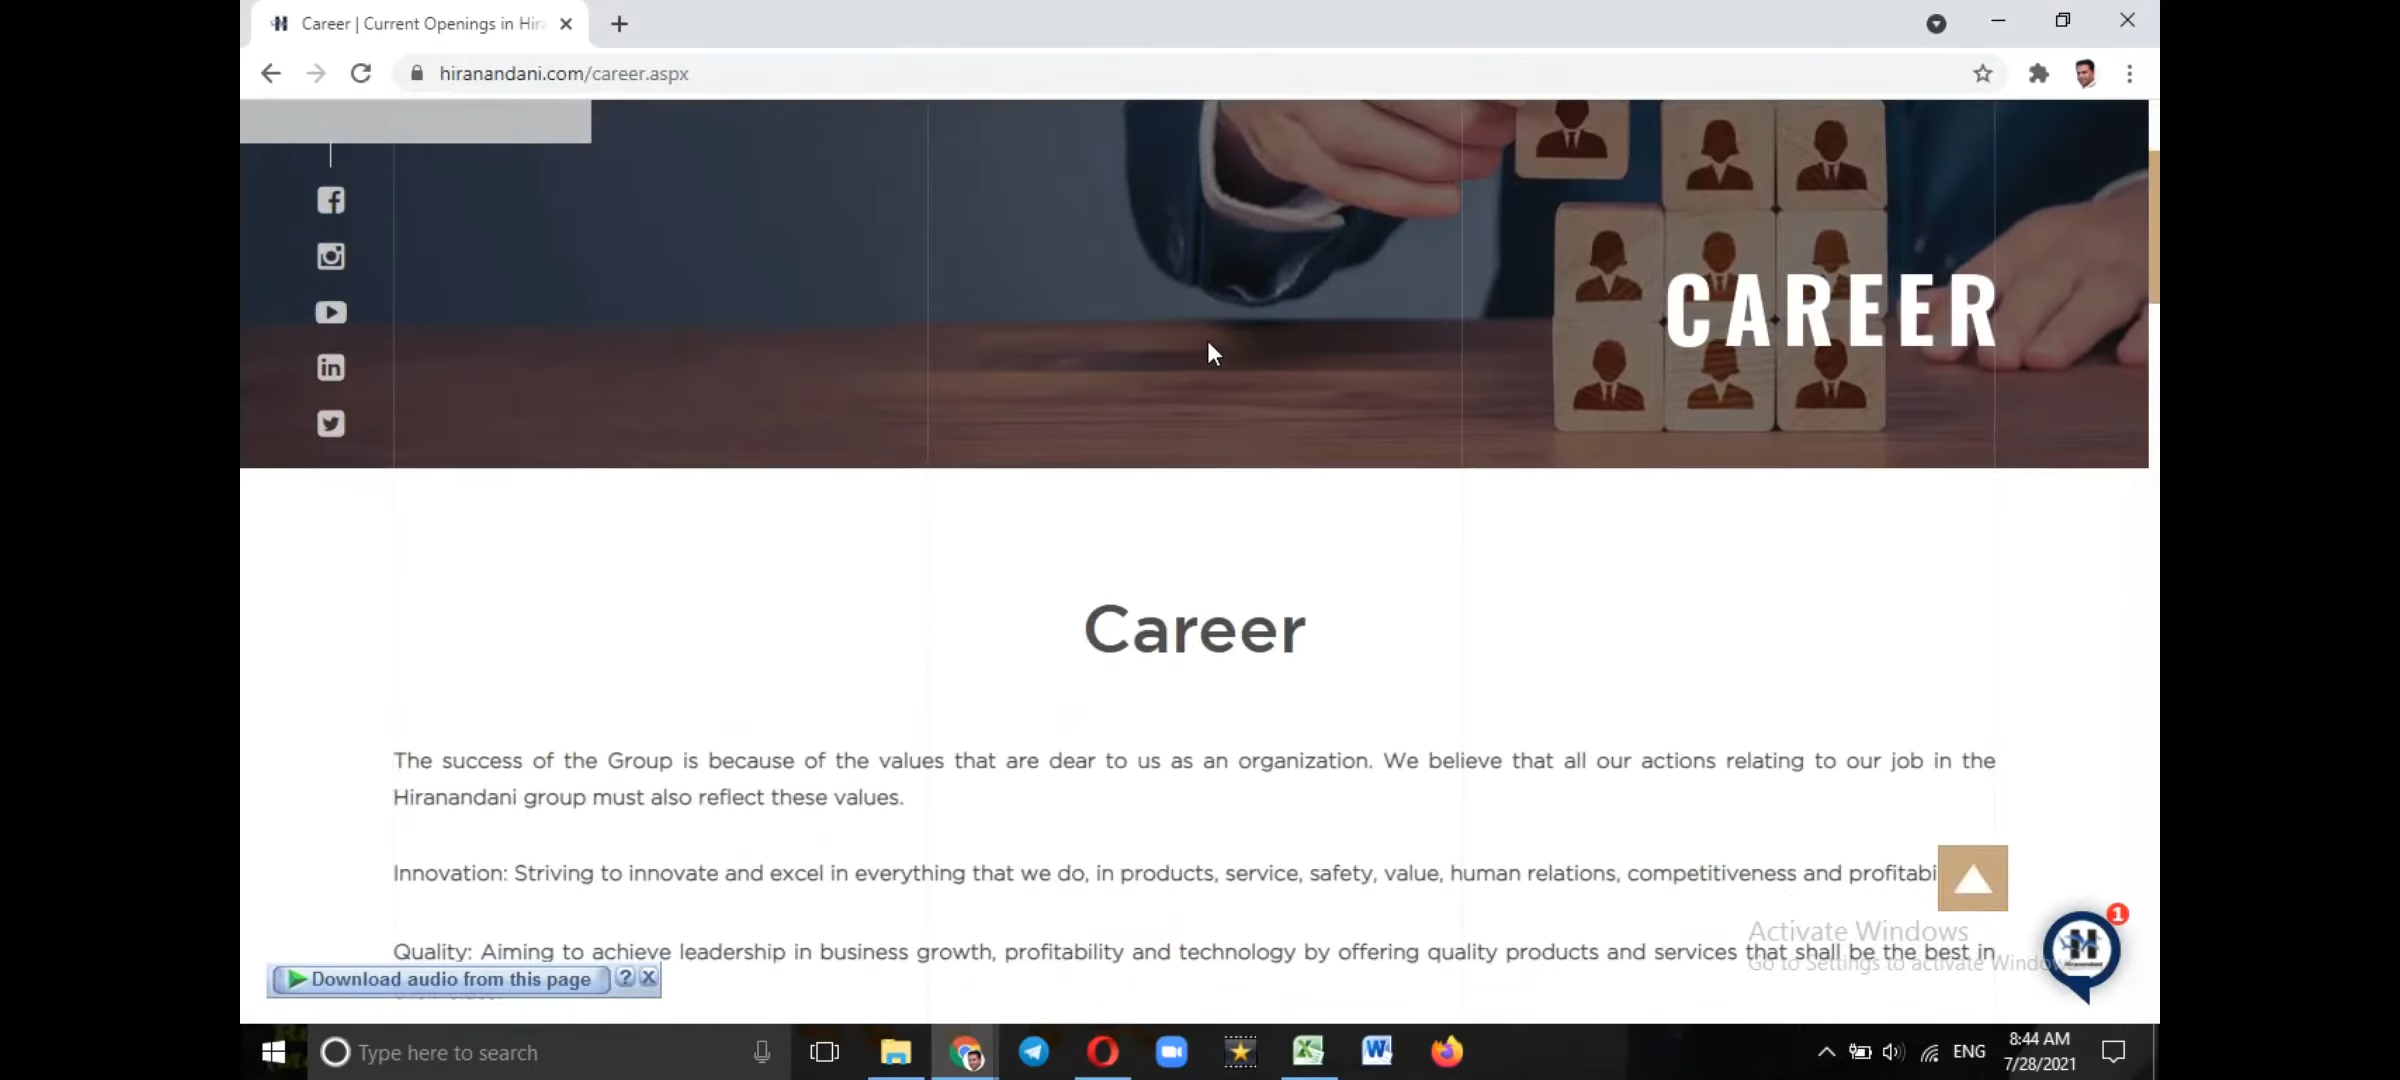 Career | Current Openings in Hira
hiranandani.com/career.aspx
CAREER
Career
The success of the Group is because of the values that are dear to us as an organization. We believe that all our actions relating to our job in the
Hiranandani group must also reflect these values.
Innovation: Striving to innovate and excel in everything that we do, in products, service, safety, value, human relations, competitiveness and profitabi
Quality: Aiming to achieve leadership in business growth, profitability and technology by offering quality products and services that shall be the best in
Activate Windows
Go to Settings to activate Windows
1
Download audio from this page
Type here to search
ENG
8:44 AM
7/28/2021